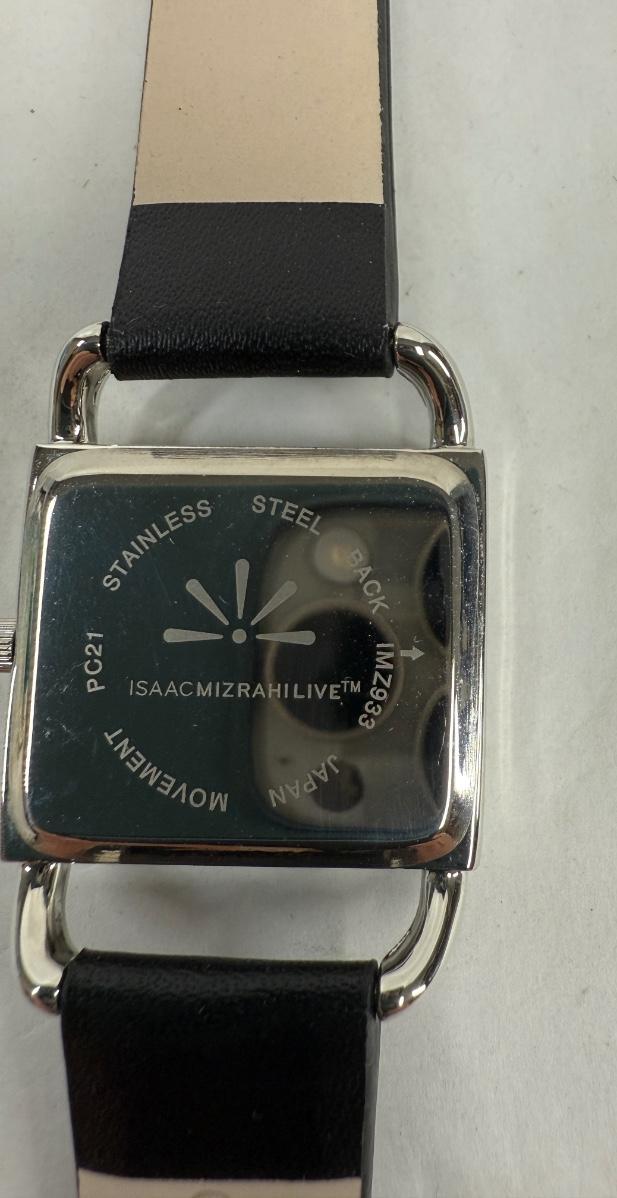 STAINLESS STEEL BACK IMZ933 JAPAN MOVEMENT PC21
ISAACMIZRAHILIVE™